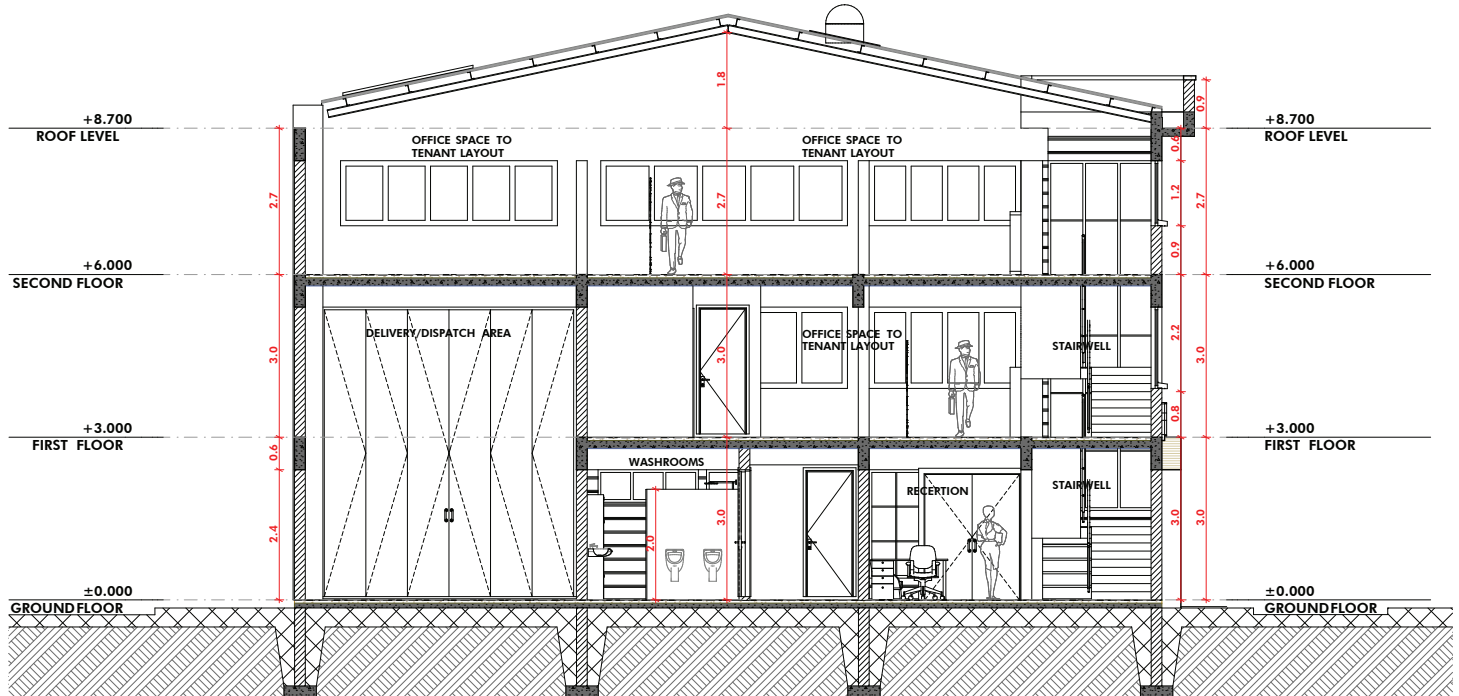 1.8
0.9
+8.700
ROOF LEVEL
+8.700
ROOF LEVEL
OFFICE SPACE TO
TENANT LAYOUT
OFFICE SPACE TO
TENANT LAYOUT
0.6
2.7
2.7
1.2
2.7
0.9
+6.000
SECOND FLOOR
+6.000
SECOND FLOOR
DELIVERY/DISPATCH AREA
OFFICE SPACE TO
TENANT LAYOUT
STAIRWELL
3.0
3.0
2.2
3.0
0.8
+3.000
FIRST FLOOR
+3.000
FIRST FLOOR
0.6
WASHROOMS
RECERTION
STAIRWELL
2.4
2.0
3.0
3.0
3.0
±0.000
GROUND FLOOR
±0.000
GROUND FLOOR